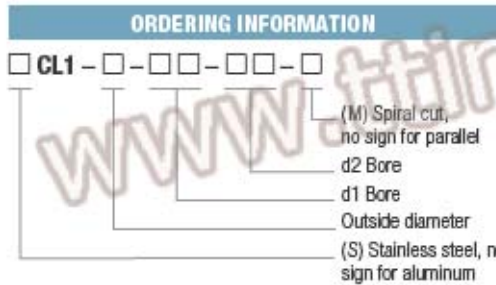 ORDERING INFORMATION
□ CL1 – □ – □ □ – □ □ – □
(M) Spiral cut,
no sign for parallel
d2 Bore
d1 Bore
Outside diameter
(S) Stainless steel, n
sign for aluminum